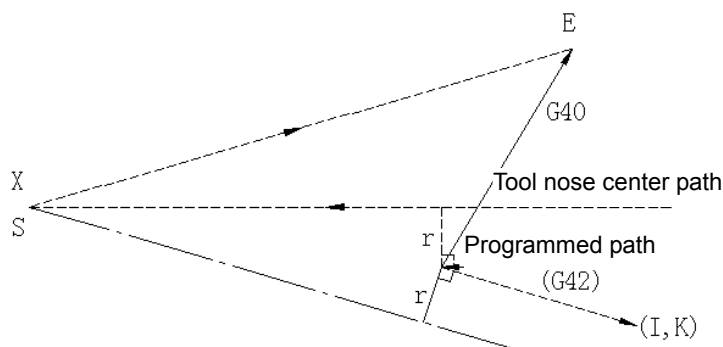 E
G40
X
Tool nose center path
S
r
Programmed path
(G42)
r
(I,K)